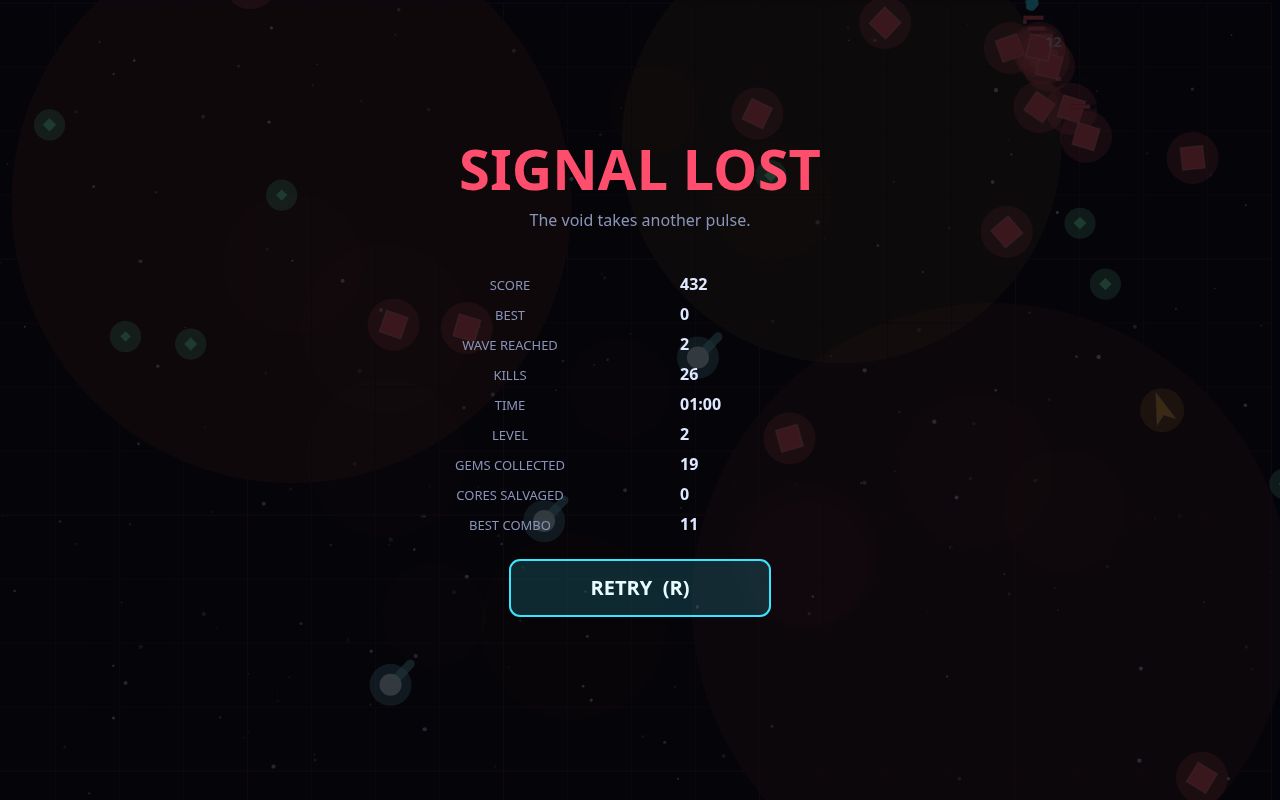 12
SIGNAL LOST
The void takes another pulse.
SCORE 432
BEST 0
WAVE REACHED 2
KILLS 26
TIME 01:00
LEVEL 2
GEMS COLLECTED 19
CORES SALVAGED 0
BEST COMBO 11
RETRY (R)